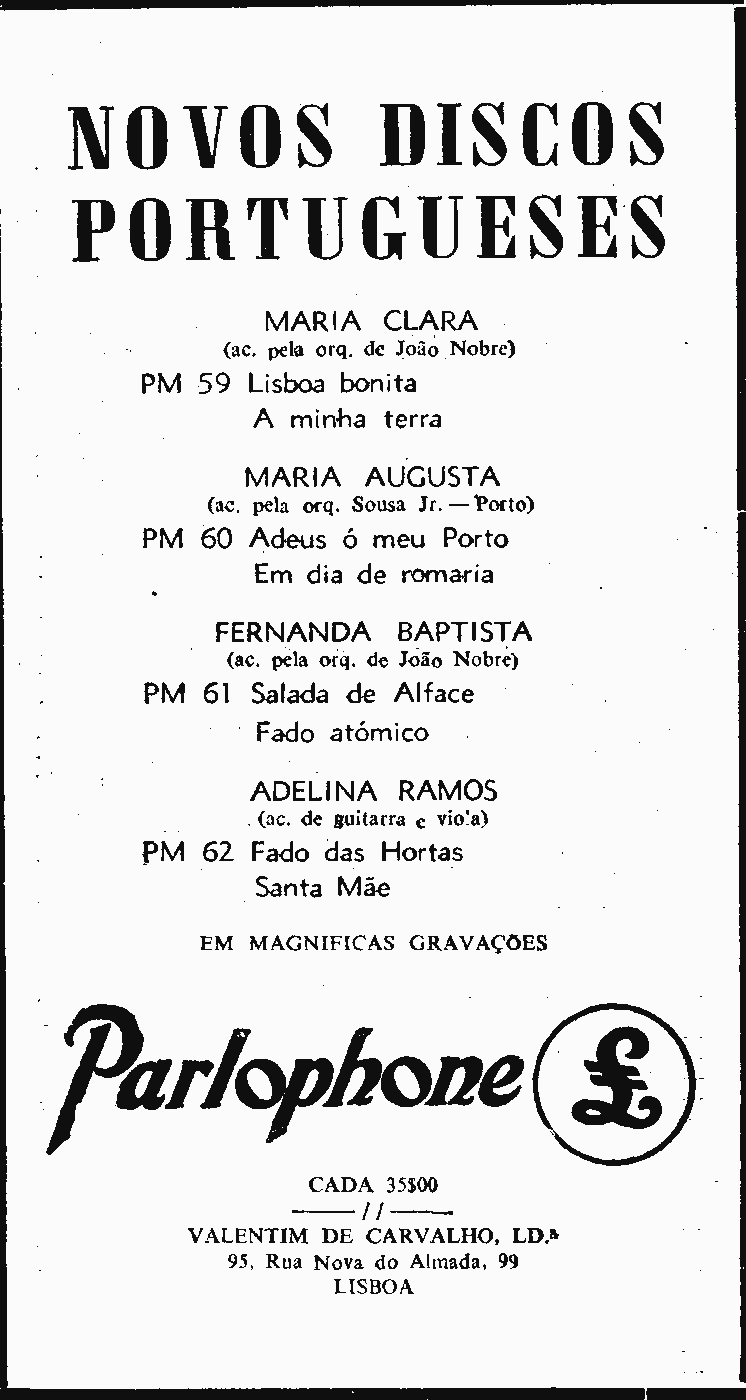 NOVOS DISCOS
PORTUGUESES
MARIA CLARA
(ac. pela orq. de João Nobre)
PM 59 Lisboa bonita
A minha terra
MARIA AUGUSTA
(ac. pela orq. Sousa Jr. — Porto)
PM 60 Adeus ó meu Porto
Em dia de romaria
FERNANDA BAPTISTA
(ac. pela orq. de João Nobre)
PM 61 Salada de Alface
Fado atómico
ADELINA RAMOS
(ac. de guitarra e viola)
PM 62 Fado das Hortas
Santa Mãe
EM MAGNIFICAS GRAVAÇÕES
Parlophone £
CADA 35$00
//
VALENTIM DE CARVALHO, LD.ª
95, Rua Nova do Almada, 99
LISBOA